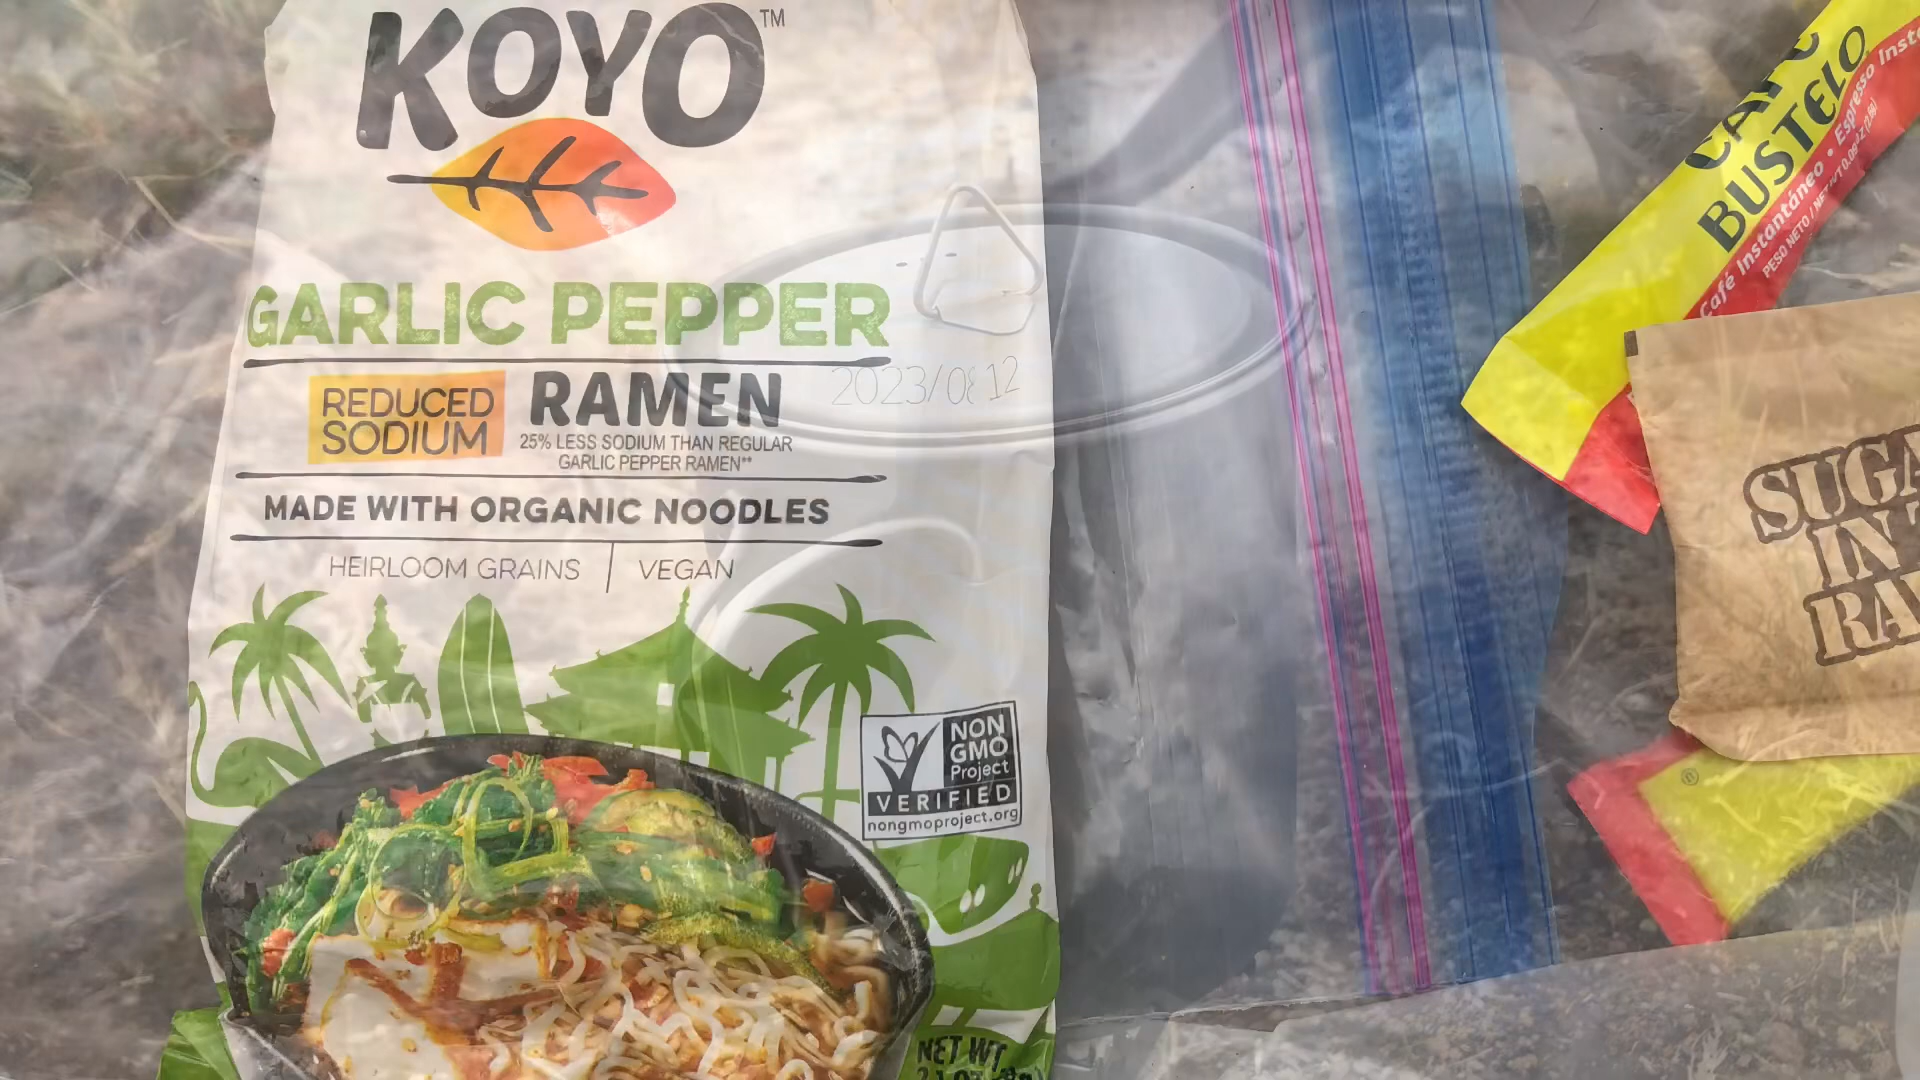 KOYO™
GARLIC PEPPER
REDUCED
SODIUM
RAMEN
25% LESS SODIUM THAN REGULAR
GARLIC PEPPER RAMEN**
MADE WITH ORGANIC NOODLES
HEIRLOOM GRAINS | VEGAN
NON
GMO
Project
VERIFIED
nongmoproject.org
NET WT
2023/08 12
BUSTELO
Café Instantáneo • Espresso
PESO NETO /
SUGA
IN
RA
®